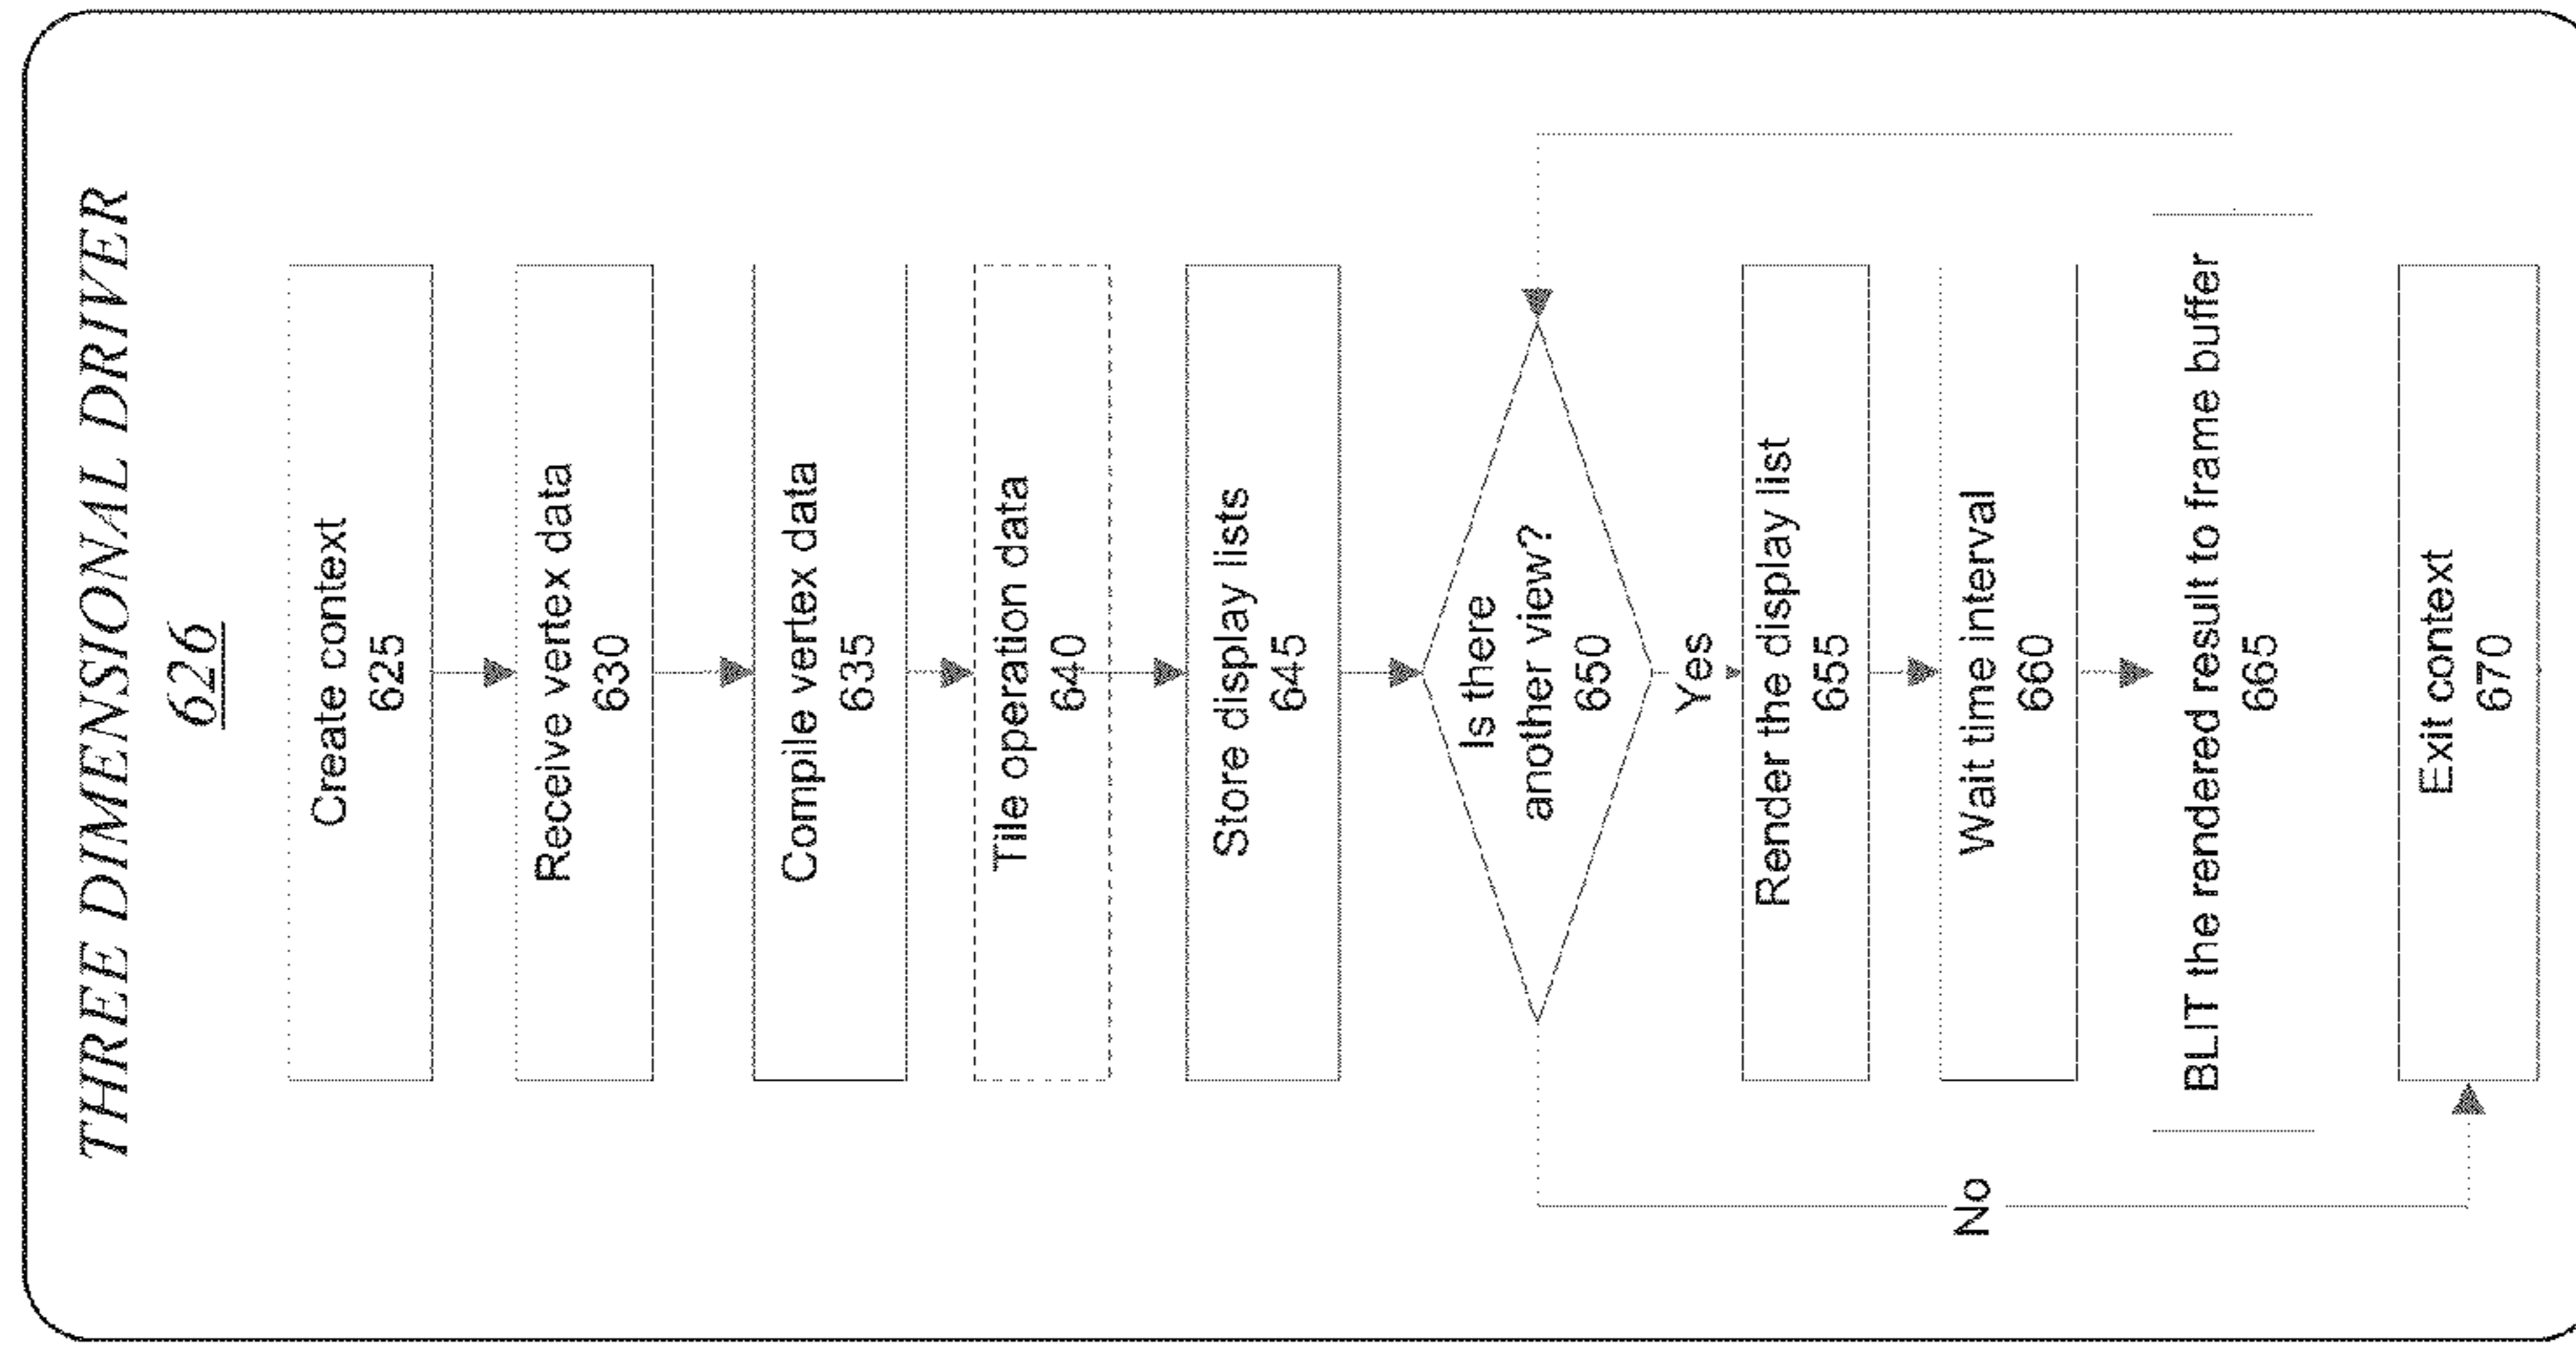 THREE DIMENSIONAL DRIVER
626
Create context
625
Receive vertex data
630
Compile vertex data
635
Tile operation data
640
Store display lists
645
Is there
another view?
650
Yes
Render the display list
655
Wait time interval
660
No
BLIT the rendered result to frame buffer
665
Exit context
670